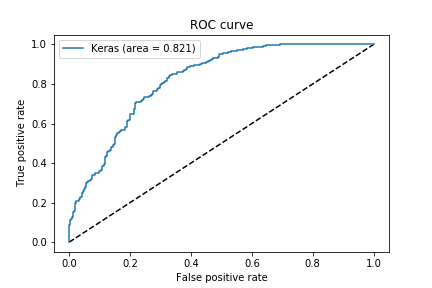 ROC curve
Keras (area = 0.821)
True positive rate
1.0
0.8
0.6
0.4
0.2
0.0
0.0 0.2 0.4 0.6 0.8 1.0
False positive rate